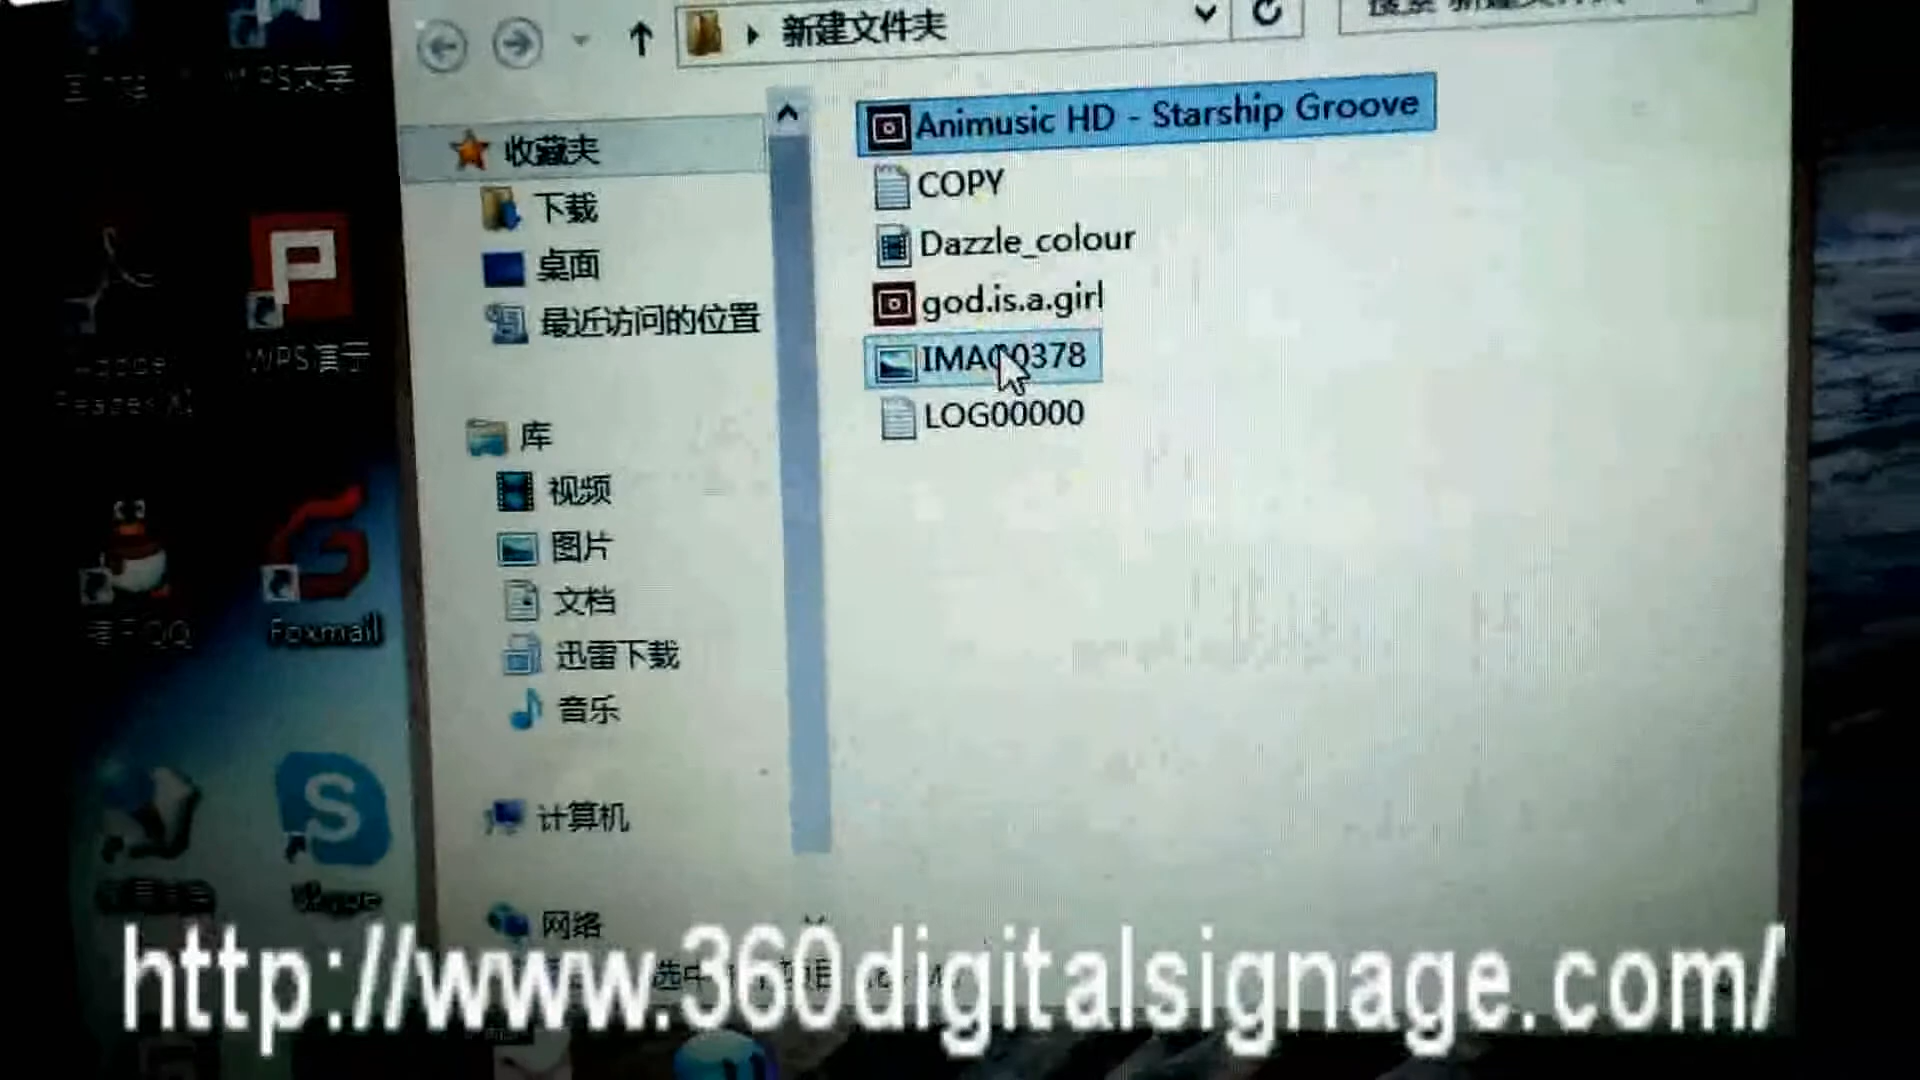 新建文件夹
WPS文字
收藏夹
下载
桌面
最近访问的位置
库
视频
图片
文档
迅雷下载
音乐
计算机
网络
Animusic HD - Starship Groove
COPY
Dazzle_colour
god.is.a.girl
IMAG0378
LOG00000
WPS演示
Foxmail
Skype
http://www.360digitalsignage.com/